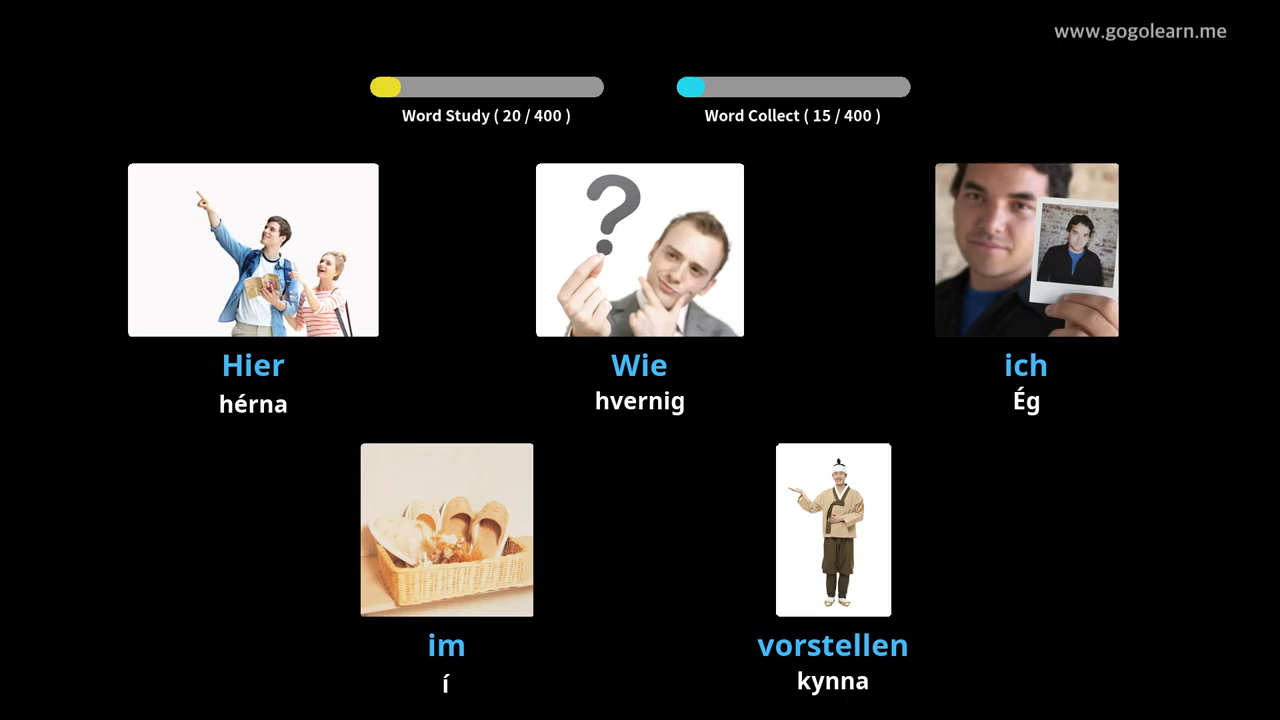 www.gogolearn.me
Word Study ( 20 / 400 )
Word Collect ( 15 / 400 )
Hier
hérna
Wie
hvernig
ich
Ég
im
í
vorstellen
kynna